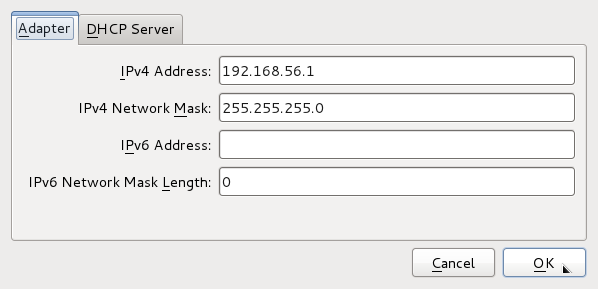 Adapter DHCP Server
IPv4 Address: 192.168.56.1
IPv4 Network Mask: 255.255.255.0
IPv6 Address:
IPv6 Network Mask Length: 0
Cancel OK